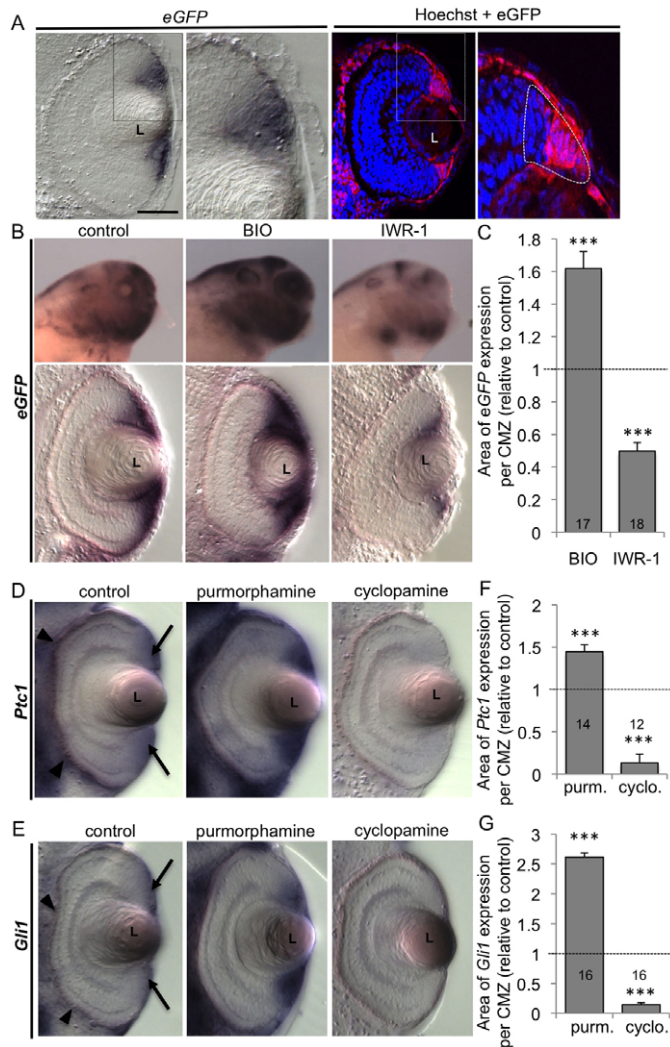 A
eGFP
Hoechst + eGFP
L
L
B
control
BIO
IWR-1
eGFP
L
L
L
C
Area of eGFP expression
per CMZ (relative to control)
1.8
1.6
1.4
1.2
1
0.8
0.6
0.4
0.2
0
***
***
17
18
BIO
IWR-1
D
control
purmorphamine
cyclopamine
Ptc1
L
L
L
F
Area of Ptc1 expression
per CMZ (relative to control)
2
1.5
1
0.5
0
***
12
***
14
purm.
cyclo.
E
control
purmorphamine
cyclopamine
Gli1
L
L
L
G
Area of Gli1 expression
per CMZ (relative to control)
3
2.5
2
1.5
1
0.5
0
***
16
16
***
purm.
cyclo.